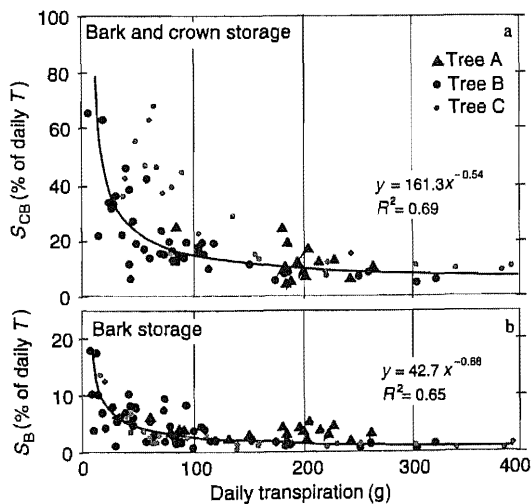 100
80
60
40
20
0
S_CB (% of daily T)
Bark and crown storage
a
Tree A
Tree B
Tree C
y = 161.3x^−0.54
R² = 0.69
20
10
0
S_B (% of daily T)
Bark storage
b
y = 42.7 x^−0.68
R² = 0.65
0
100
200
300
400
Daily transpiration (g)